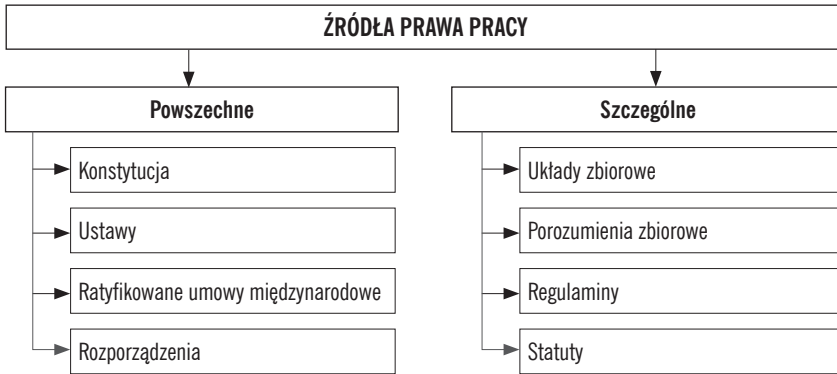 ŹRÓDŁA PRAWA PRACY
Powszechne
Konstytucja
Ustawy
Ratyfikowane umowy międzynarodowe
Rozporządzenia
Szczególne
Układy zbiorowe
Porozumienia zbiorowe
Regulaminy
Statuty